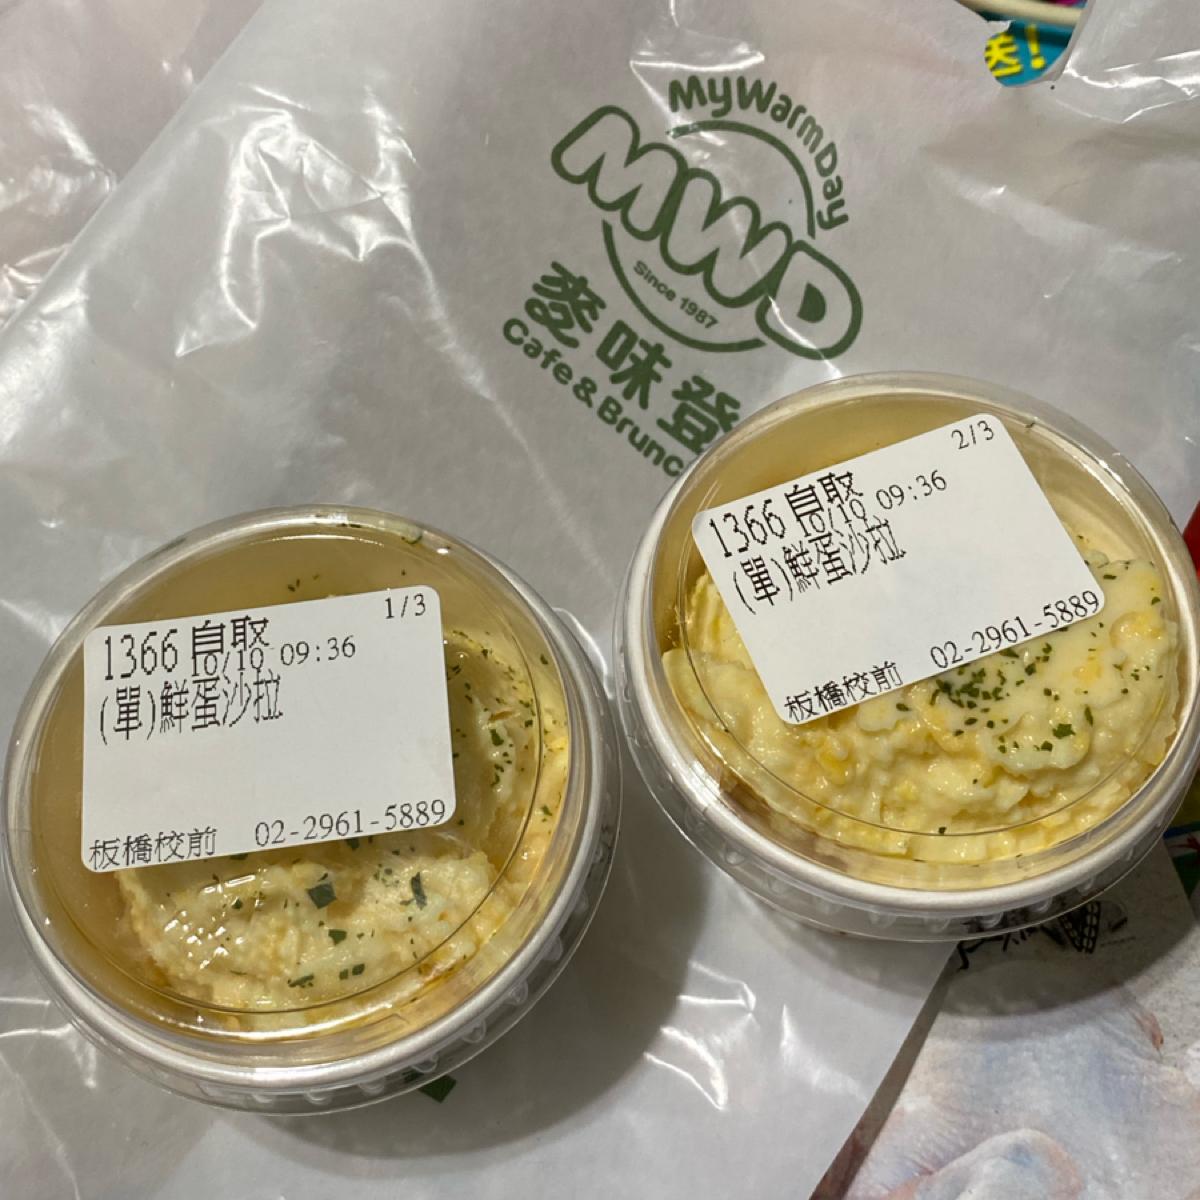 送!
MyWarmDay
MWD
Since 1987
麥味登
Cafe & Brunc
1/3
1366 自取
10/10 09:36
(單)鮮蛋沙拉
板橋校前 02-2961-5889
2/3
1366 自取
10/10 09:36
(單)鮮蛋沙拉
板橋校前 02-2961-5889